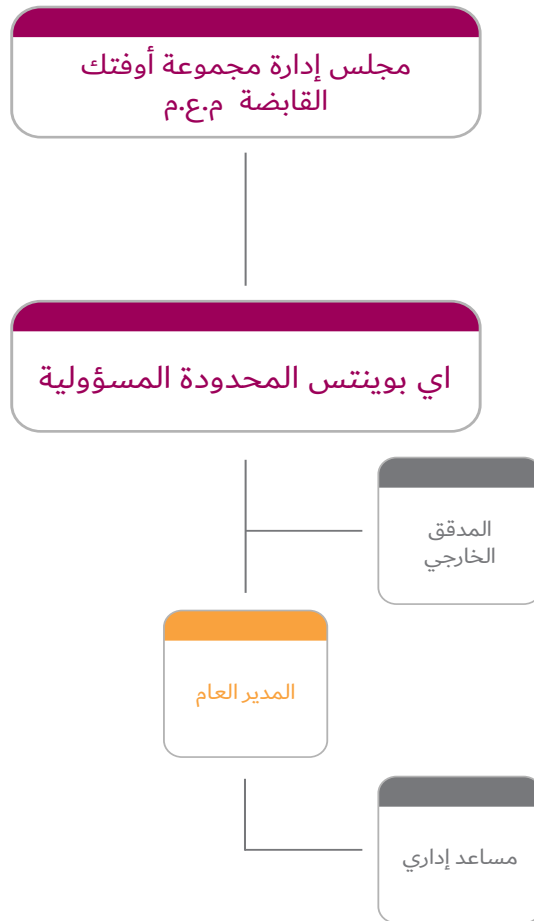 مجلس إدارة مجموعة أوفتك
القابضة م.ع.م
اي بوينتس المحدودة المسؤولية
المدقق
الخارجي
المدير العام
مساعد إداري